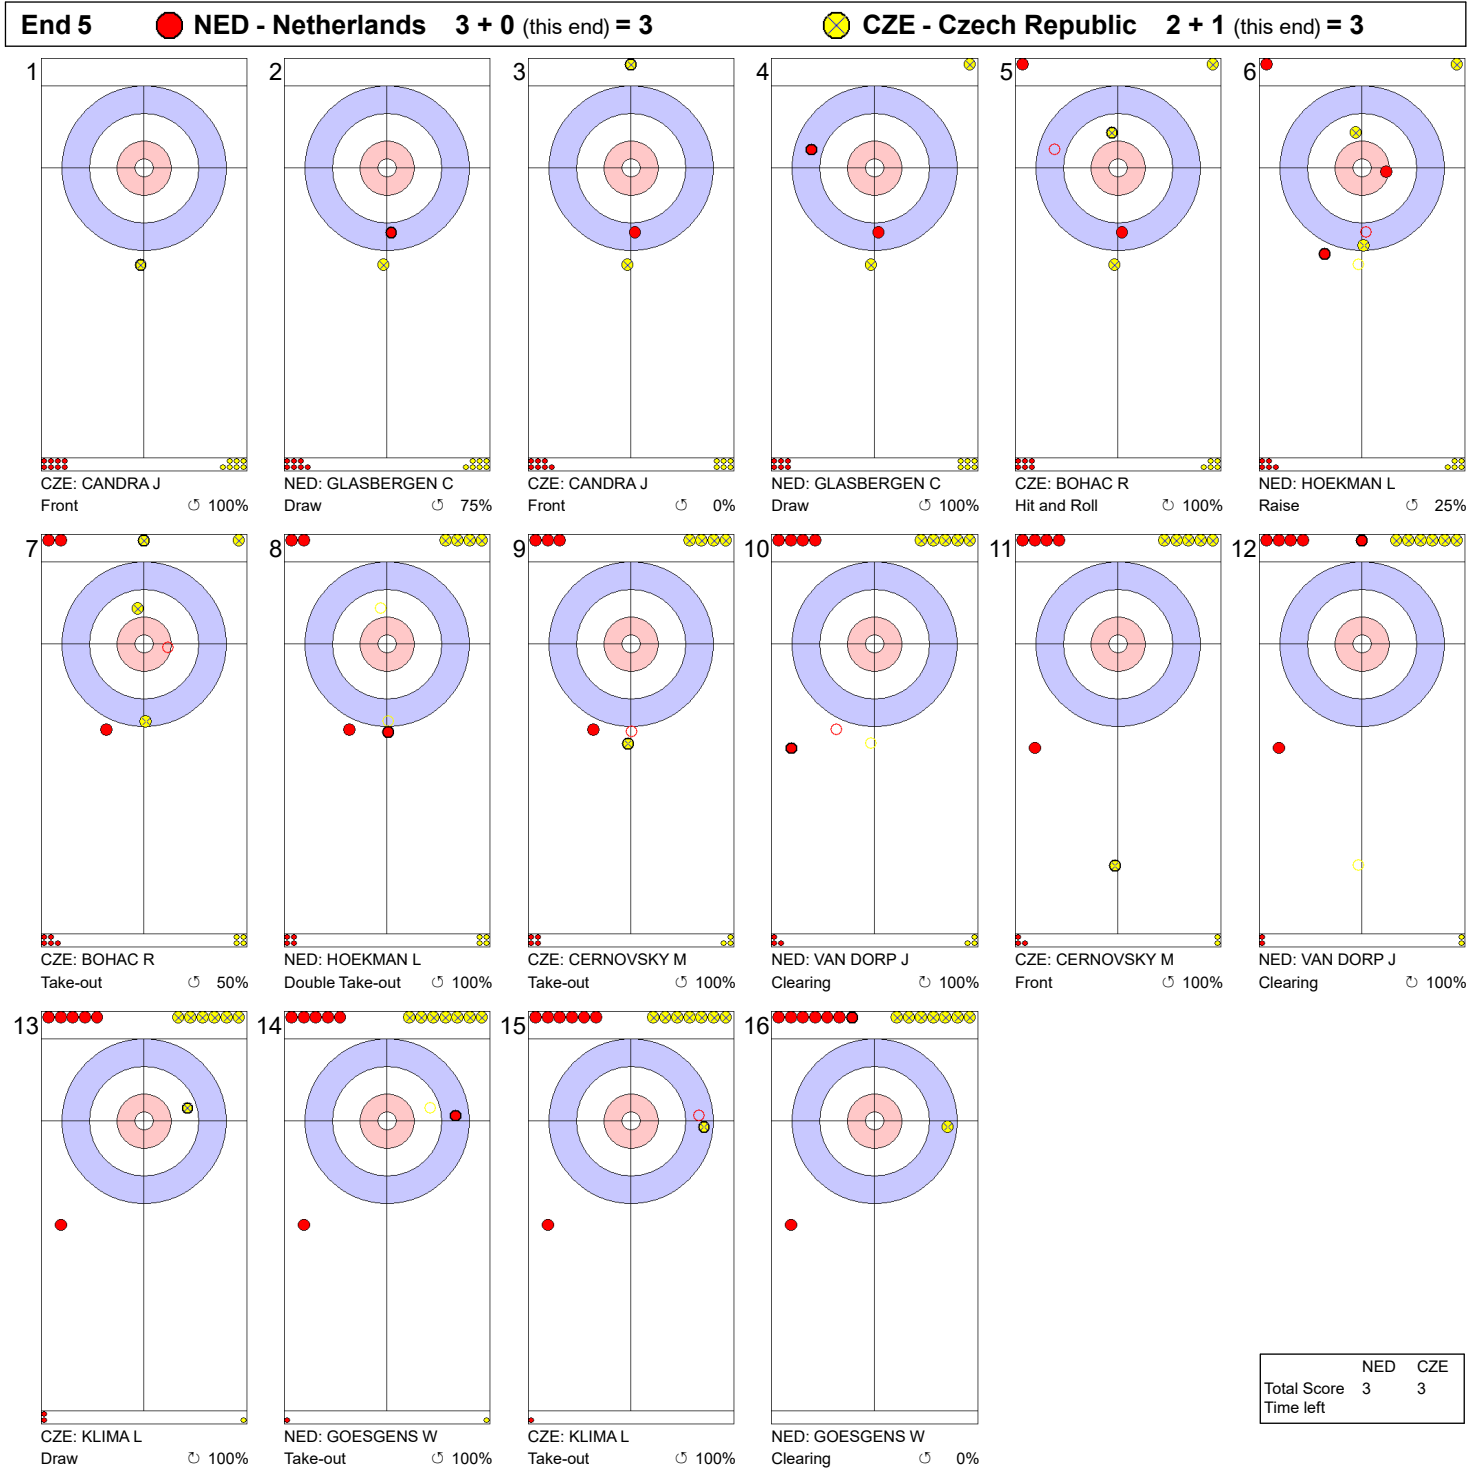 End 5 NED - Netherlands 3 + 0 (this end) = 3 CZE - Czech Republic 2 + 1 (this end) = 3
1 2 3 4 5 6
CZE: CANDRA J NED: GLASBERGEN C CZE: CANDRA J NED: GLASBERGEN C CZE: BOHAC R NED: HOEKMAN L
Front ↺ 100% Draw ↺ 75% Front ↺ 0% Draw ↺ 100% Hit and Roll ↻ 100% Raise ↺ 25%
7 8 9 10 11 12
CZE: BOHAC R NED: HOEKMAN L CZE: CERNOVSKY M NED: VAN DORP J CZE: CERNOVSKY M NED: VAN DORP J
Take-out ↺ 50% Double Take-out ↺ 100% Take-out ↺ 100% Clearing ↻ 100% Front ↺ 100% Clearing ↻ 100%
13 14 15 16
CZE: KLIMA L NED: GOESGENS W CZE: KLIMA L NED: GOESGENS W
Draw ↻ 100% Take-out ↺ 100% Take-out ↺ 100% Clearing ↺ 0%
NED CZE
Total Score 3 3
Time left